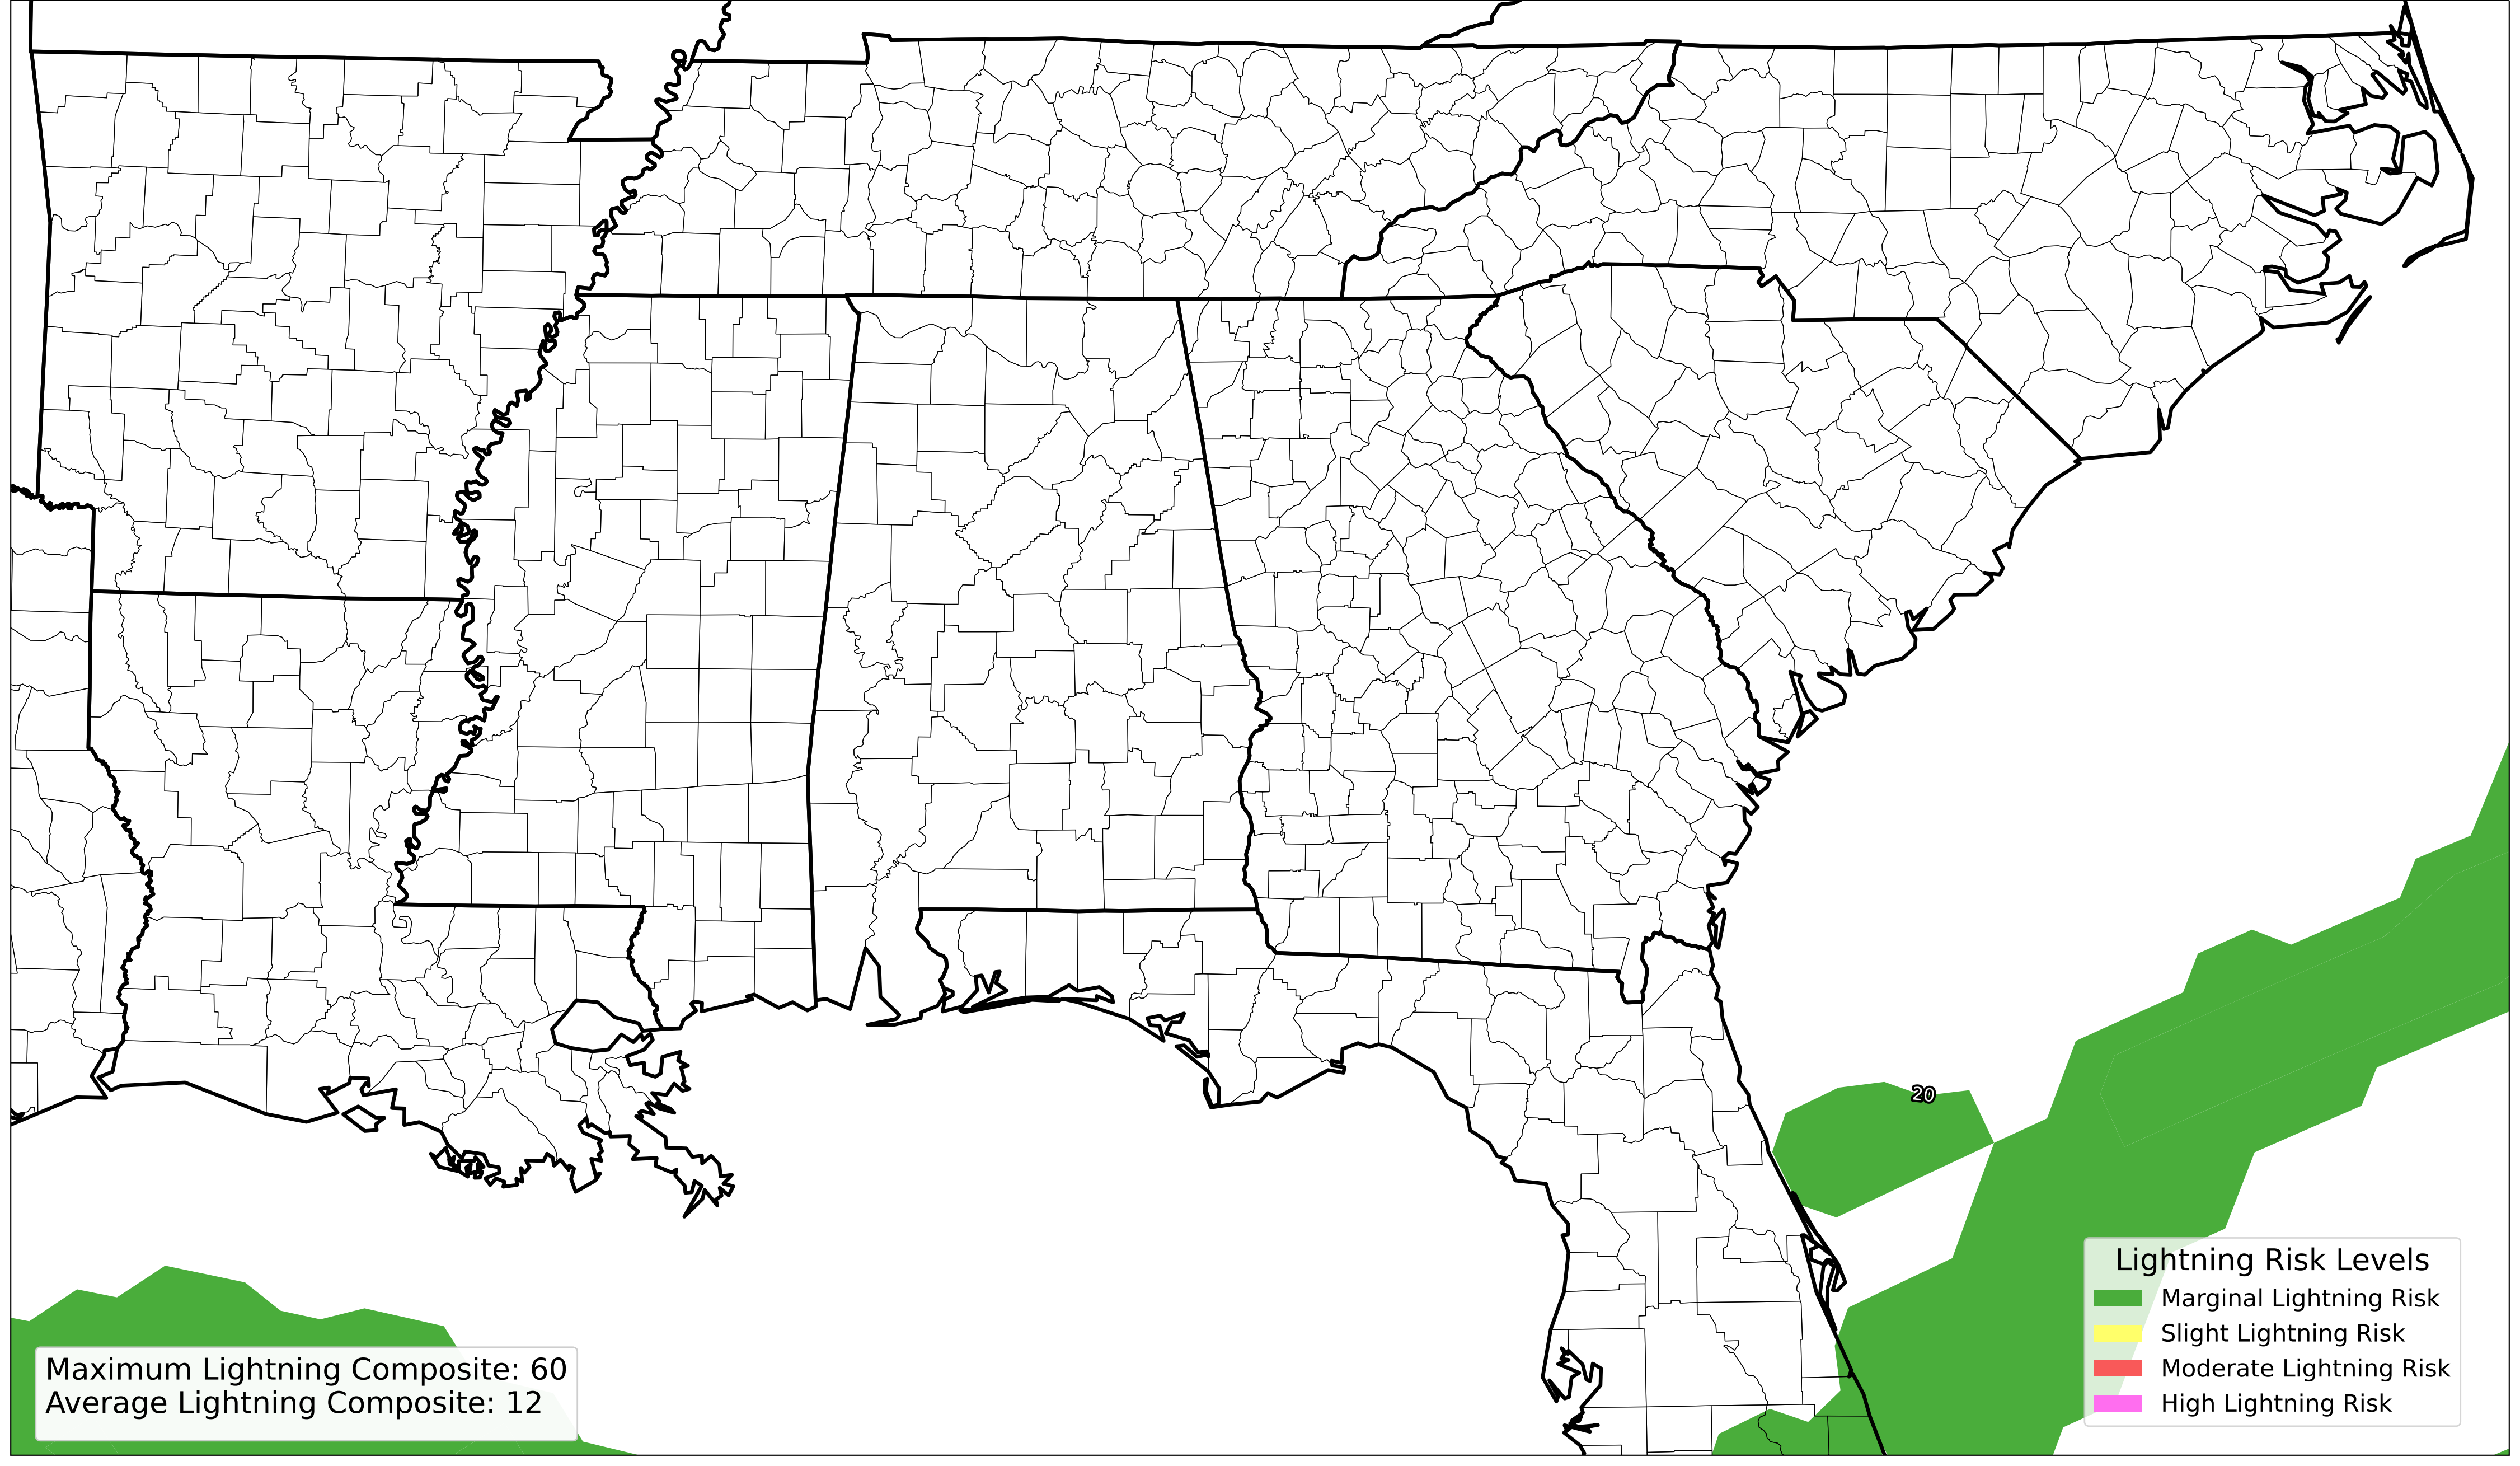 20
Lightning Risk Levels
Marginal Lightning Risk
Slight Lightning Risk
Moderate Lightning Risk
High Lightning Risk
Maximum Lightning Composite: 60
Average Lightning Composite: 12